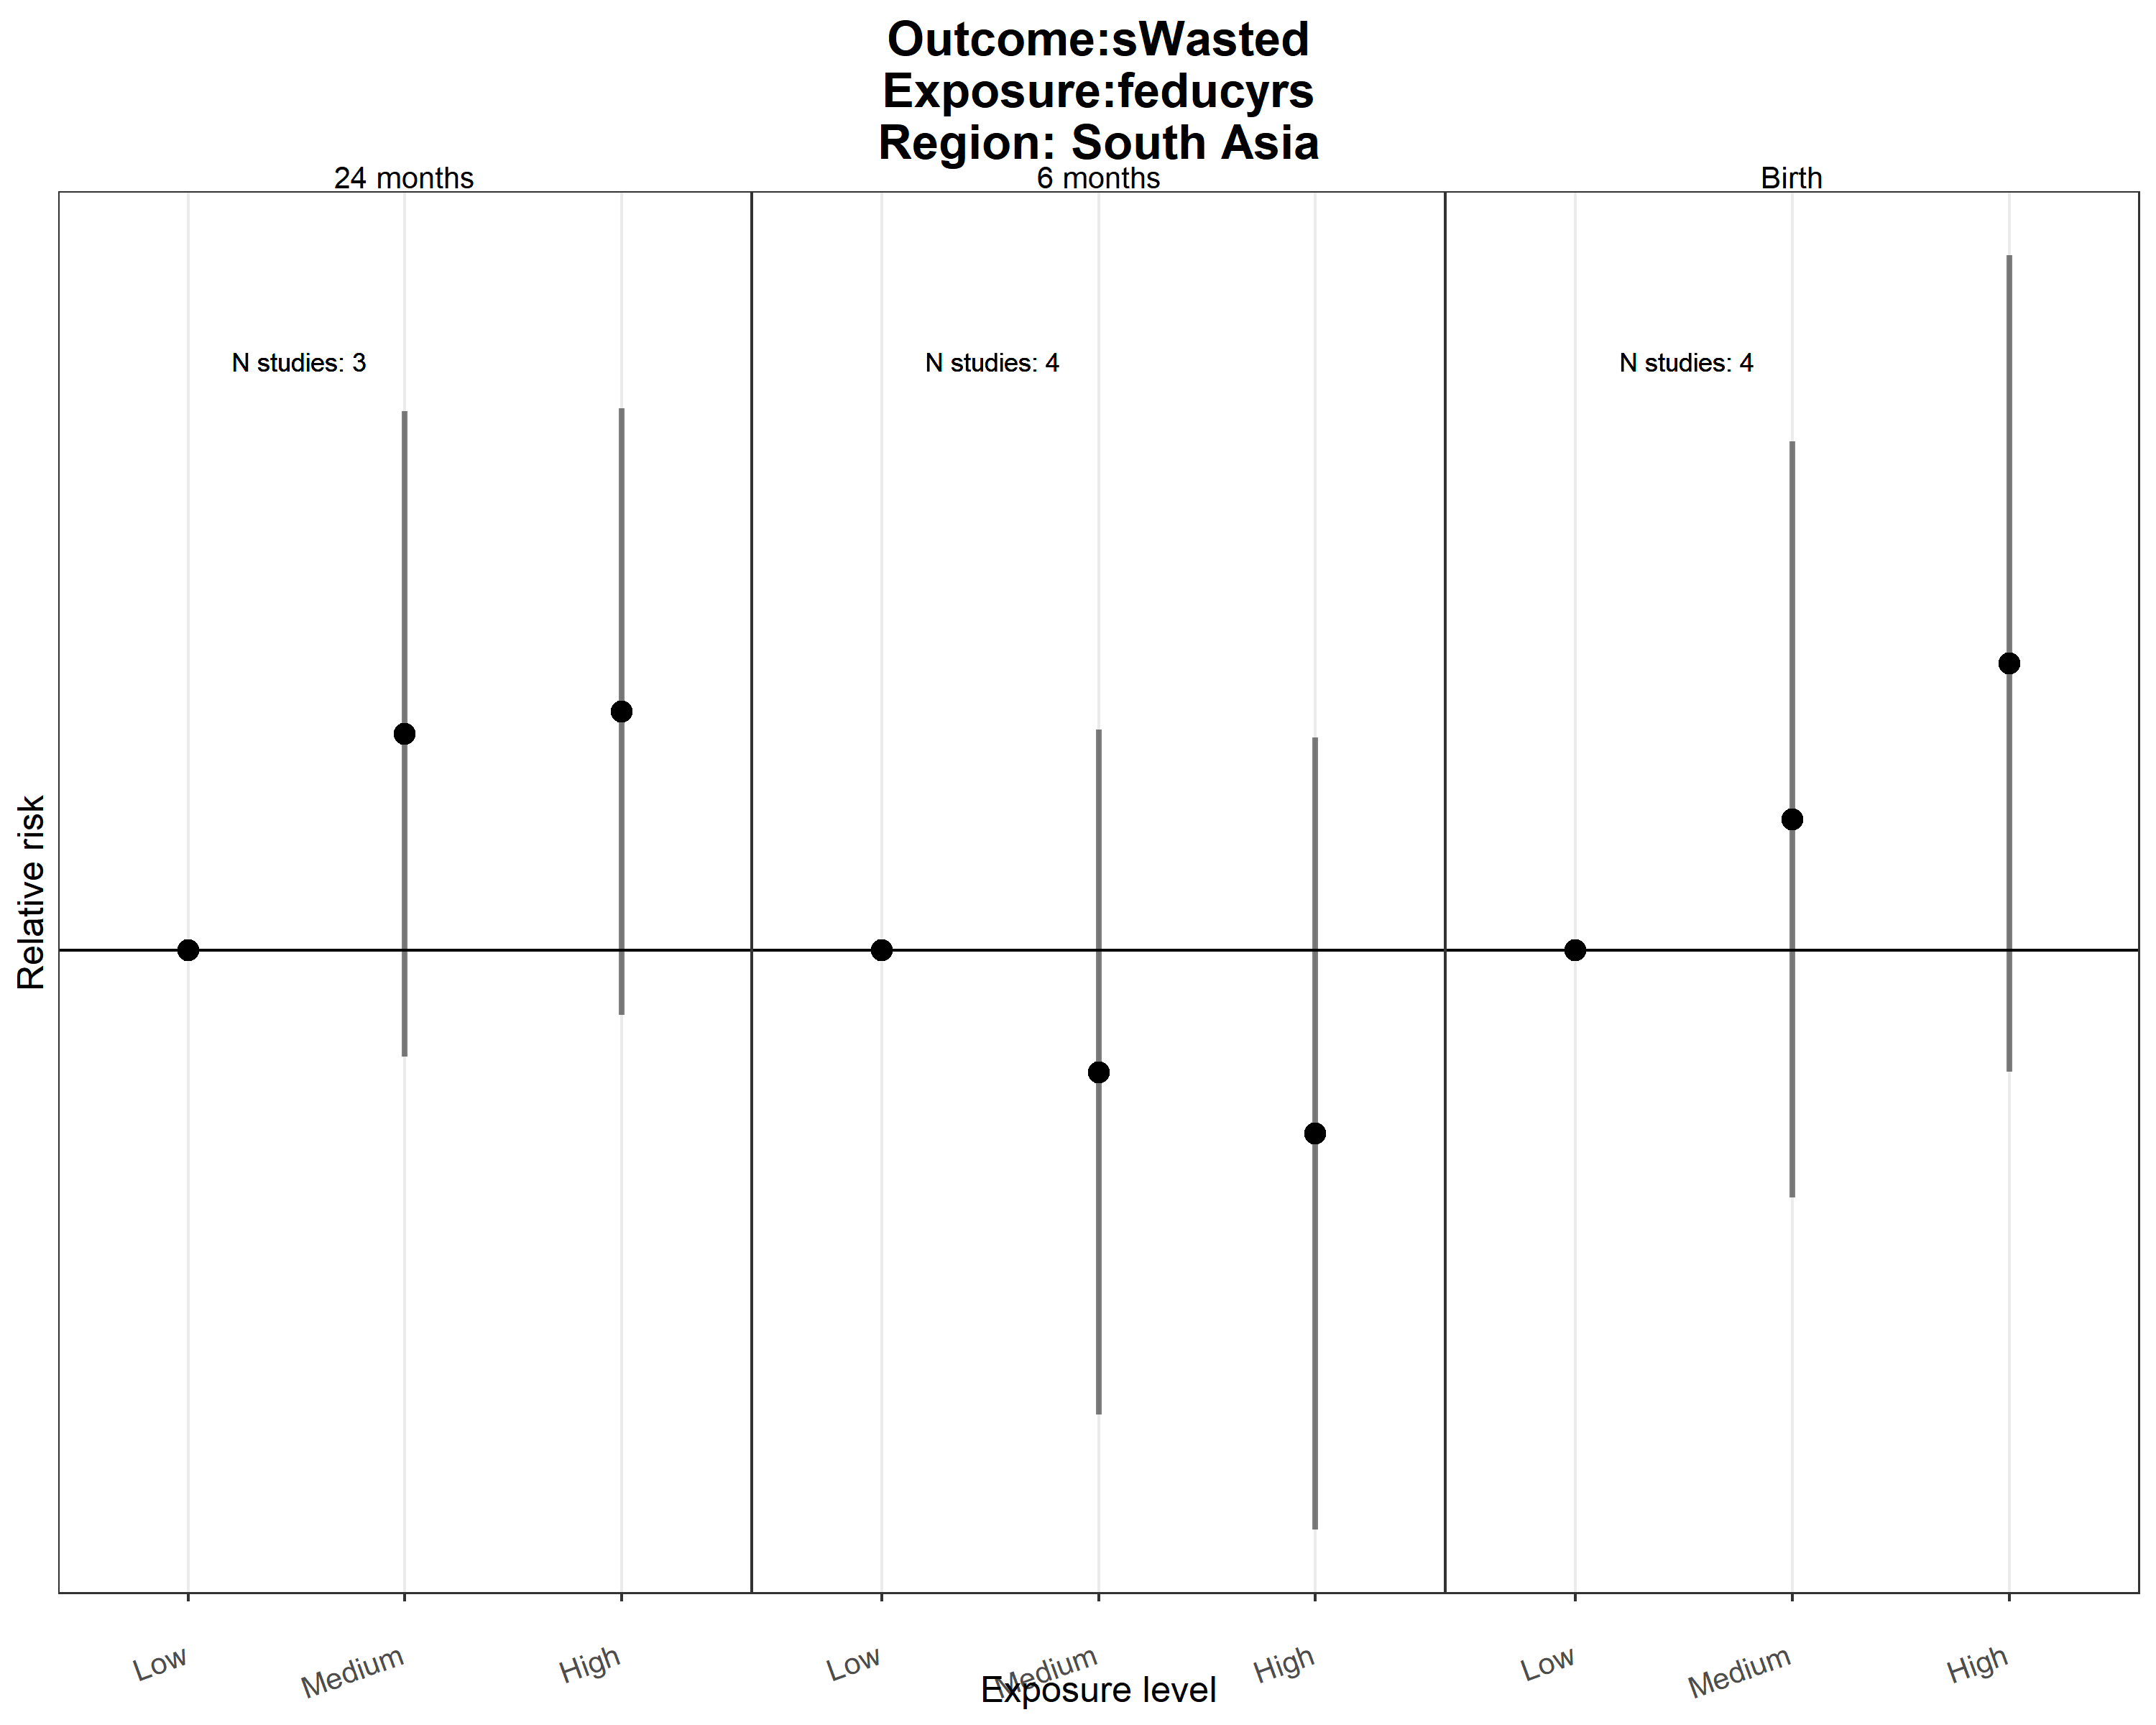 Outcome:sWasted
Exposure:feducyrs
Region: South Asia
24 months
6 months
Birth
N studies: 3
N studies: 4
N studies: 4
Relative risk
Low
Medium
High
Low
Medium
High
Low
Medium
High
Exposure level